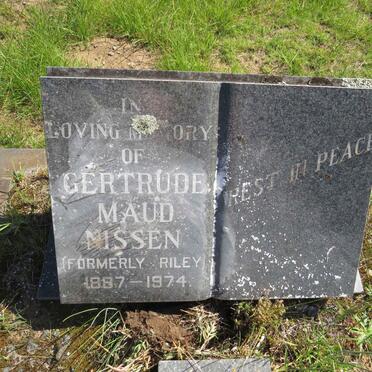 IN
LOVING MEMORY
OF
GERTRUDE
MAUD
NISSEN
(FORMERLY RILEY)
1887-1974.
REST IN PEACE